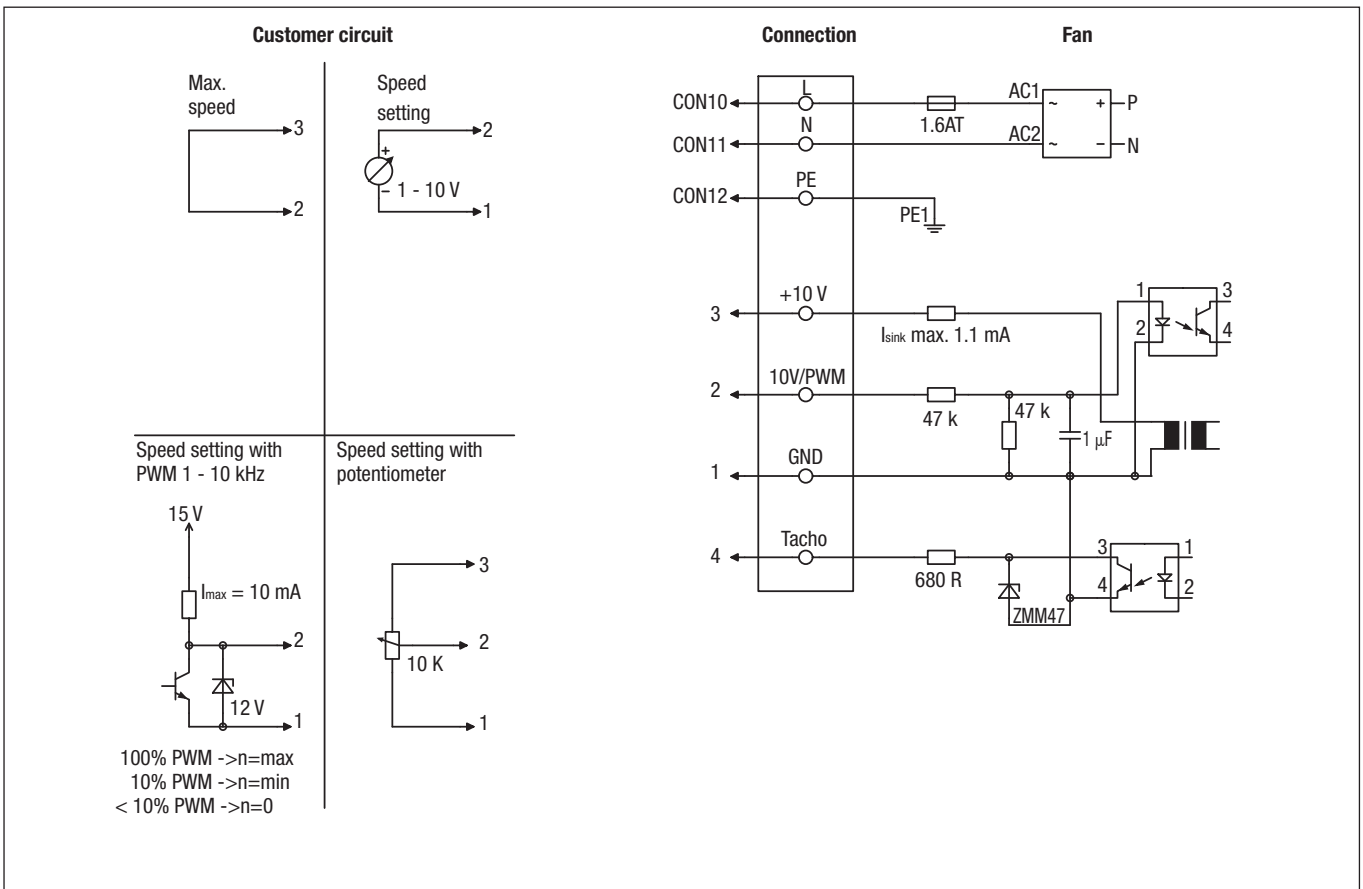 Customer circuit
Max.
speed
3
2
Speed
setting
2
+
– 1 - 10 V
1
Speed setting with
PWM 1 - 10 kHz
15 V
Imax = 10 mA
2
12 V
1
100% PWM ->n=max
10% PWM ->n=min
< 10% PWM ->n=0
Speed setting with
potentiometer
3
2
10 K
1
Connection
Fan
CON10
L
1.6AT
AC1
~
+
P
CON11
N
AC2
~
–
N
CON12
PE
PE1
3
+10 V
Isink max. 1.1 mA
1
2
3
4
2
10V/PWM
47 k
47 k
1 µF
1
GND
4
Tacho
680 R
ZMM47
3
4
1
2